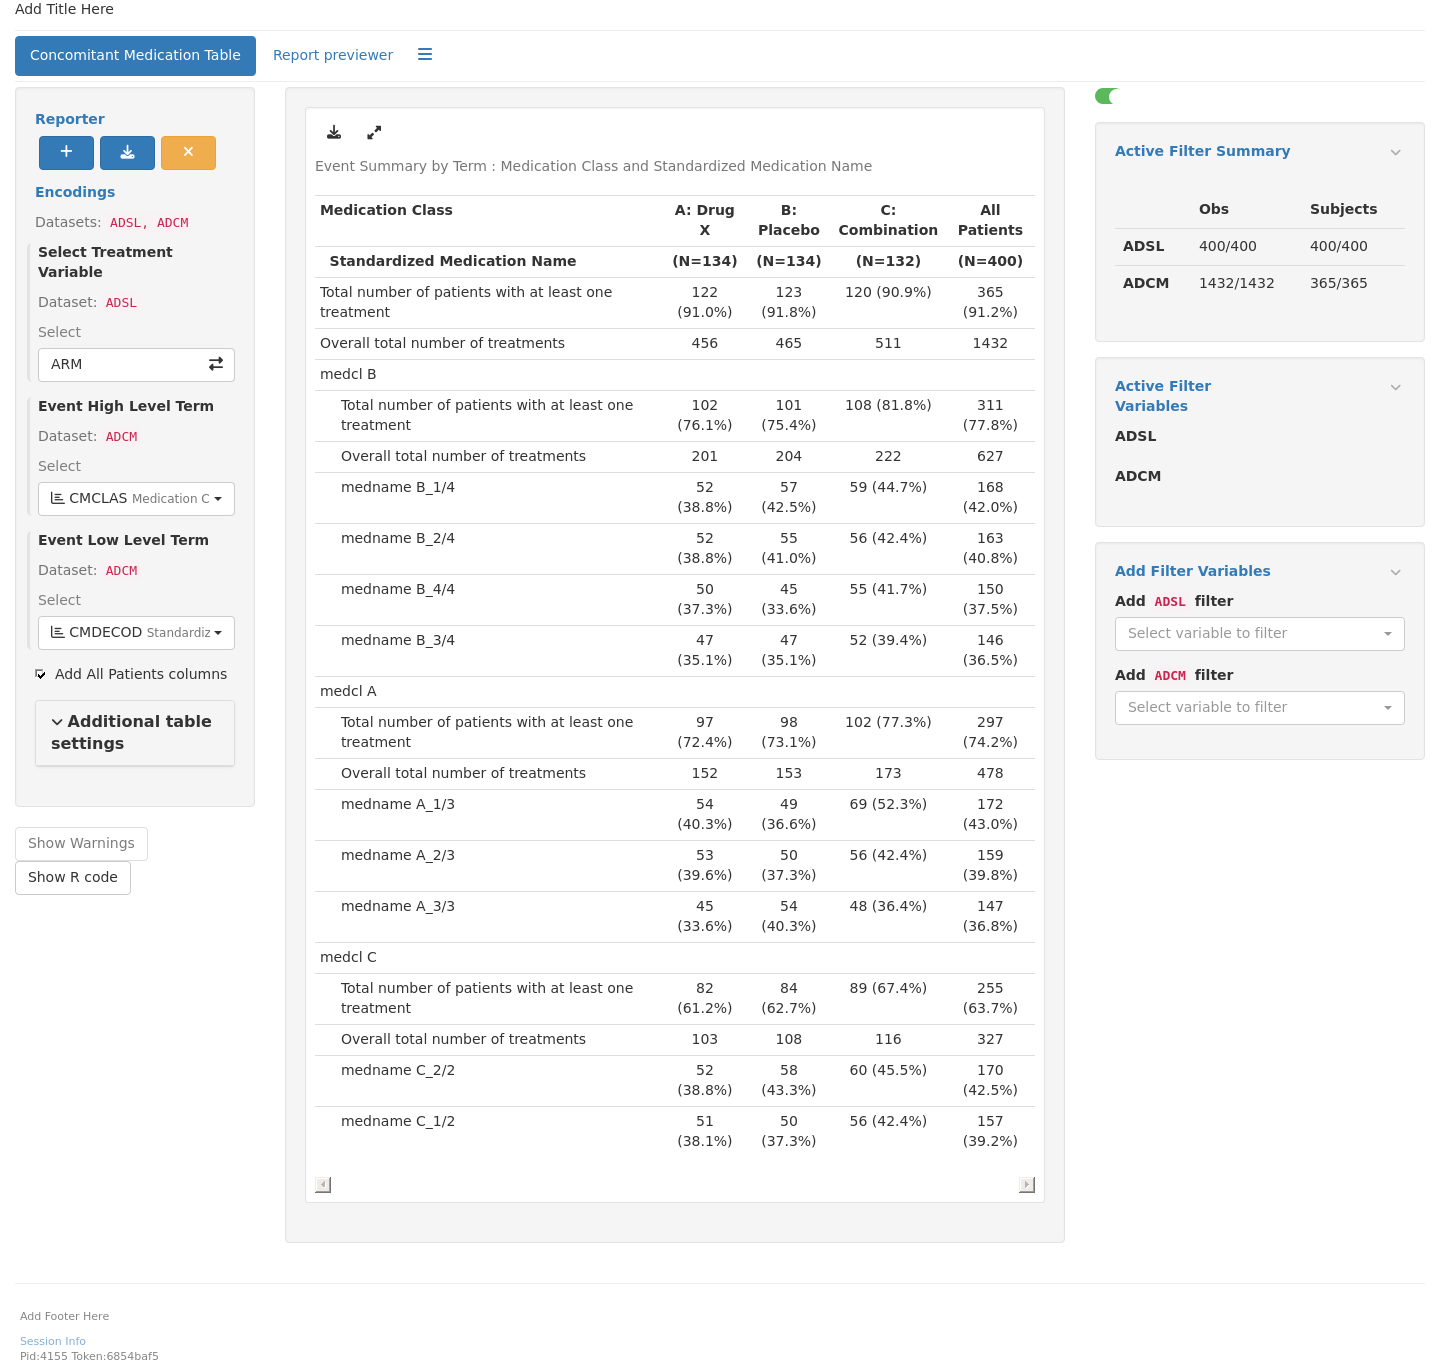 Add Title Here
Concomitant Medication Table
Report previewer
Reporter
Encodings
Datasets: ADSL, ADCM
Select Treatment
Variable
Dataset: ADSL
Select
ARM
Event High Level Term
Dataset: ADCM
Select
CMCLAS Medication C
Event Low Level Term
Dataset: ADCM
Select
CMDECOD Standardiz
Add All Patients columns
Additional table
settings
Show Warnings
Show R code
Event Summary by Term : Medication Class and Standardized Medication Name
Medication Class A: Drug B: C: All
X Placebo Combination Patients
Standardized Medication Name (N=134) (N=134) (N=132) (N=400)
Total number of patients with at least one 122 123 120 (90.9%) 365
treatment (91.0%) (91.8%) (91.2%)
Overall total number of treatments 456 465 511 1432
medcl B
Total number of patients with at least one 102 101 108 (81.8%) 311
treatment (76.1%) (75.4%) (77.8%)
Overall total number of treatments 201 204 222 627
medname B_1/4 52 57 59 (44.7%) 168
(38.8%) (42.5%) (42.0%)
medname B_2/4 52 55 56 (42.4%) 163
(38.8%) (41.0%) (40.8%)
medname B_4/4 50 45 55 (41.7%) 150
(37.3%) (33.6%) (37.5%)
medname B_3/4 47 47 52 (39.4%) 146
(35.1%) (35.1%) (36.5%)
medcl A
Total number of patients with at least one 97 98 102 (77.3%) 297
treatment (72.4%) (73.1%) (74.2%)
Overall total number of treatments 152 153 173 478
medname A_1/3 54 49 69 (52.3%) 172
(40.3%) (36.6%) (43.0%)
medname A_2/3 53 50 56 (42.4%) 159
(39.6%) (37.3%) (39.8%)
medname A_3/3 45 54 48 (36.4%) 147
(33.6%) (40.3%) (36.8%)
medcl C
Total number of patients with at least one 82 84 89 (67.4%) 255
treatment (61.2%) (62.7%) (63.7%)
Overall total number of treatments 103 108 116 327
medname C_2/2 52 58 60 (45.5%) 170
(38.8%) (43.3%) (42.5%)
medname C_1/2 51 50 56 (42.4%) 157
(38.1%) (37.3%) (39.2%)
Active Filter Summary
Obs Subjects
ADSL 400/400 400/400
ADCM 1432/1432 365/365
Active Filter
Variables
ADSL
ADCM
Add Filter Variables
Add ADSL filter
Select variable to filter
Add ADCM filter
Select variable to filter
Add Footer Here
Session Info
Pid:4155 Token:6854baf5